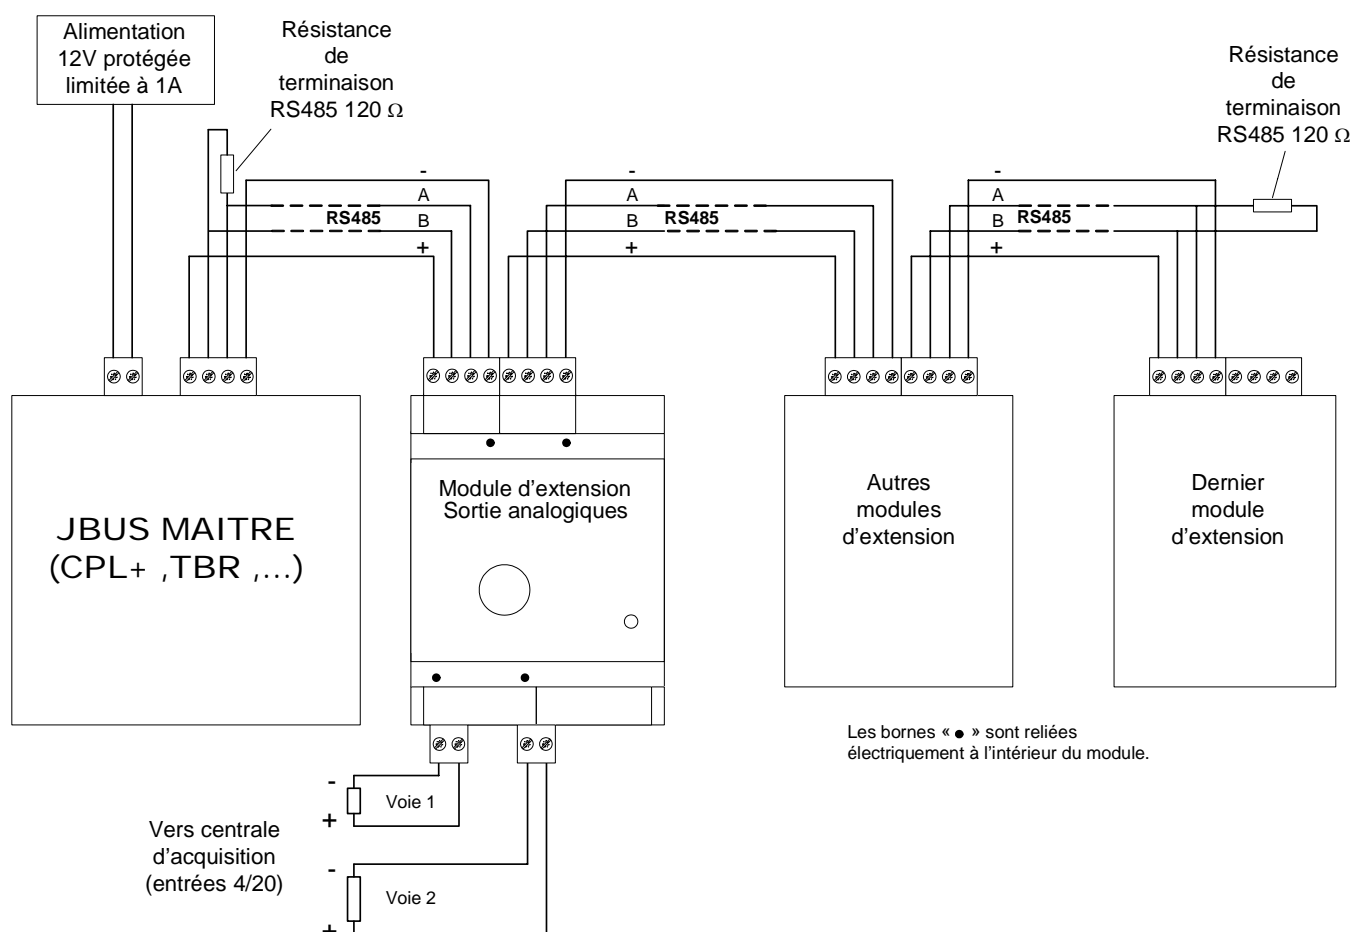 Alimentation
12V protégée
limitée à 1A
Résistance
de
terminaison
RS485 120 Ω
Résistance
de
terminaison
RS485 120 Ω
-
A
RS485
B
+
-
A
B
RS485
+
-
A
B
RS485
+
JBUS MAITRE
(CPL+ ,TBR ,...)
Module d’extension
Sortie analogiques
Autres
modules
d’extension
Dernier
module
d’extension
Les bornes « ● » sont reliées
électriquement à l’intérieur du module.
-
Voie 1
+
Vers centrale
d’acquisition
(entrées 4/20)
-
Voie 2
+